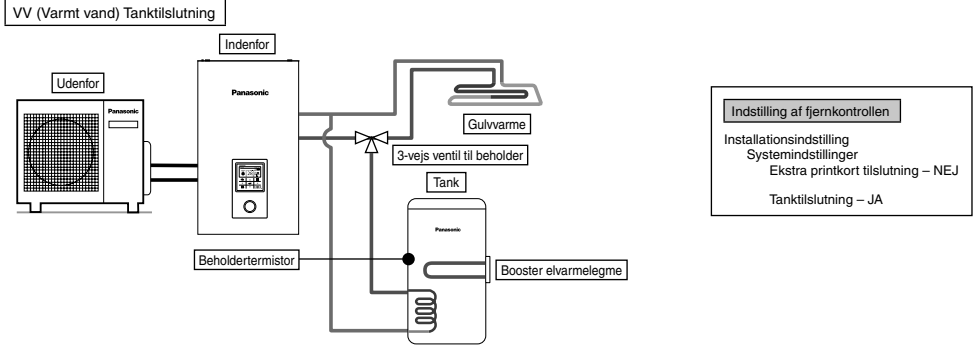 VV (Varmt vand) Tanktilslutning
Indenfor
Udenfor
Panasonic
Panasonic
Gulvvarme
3-vejs ventil til beholder
Tank
Panasonic
Beholdertermistor
Booster elvarmelegme
Indstilling af fjernkontrollen
Installationsindstilling
Systemindstillinger
Ekstra printkort tilslutning – NEJ
Tanktilslutning – JA